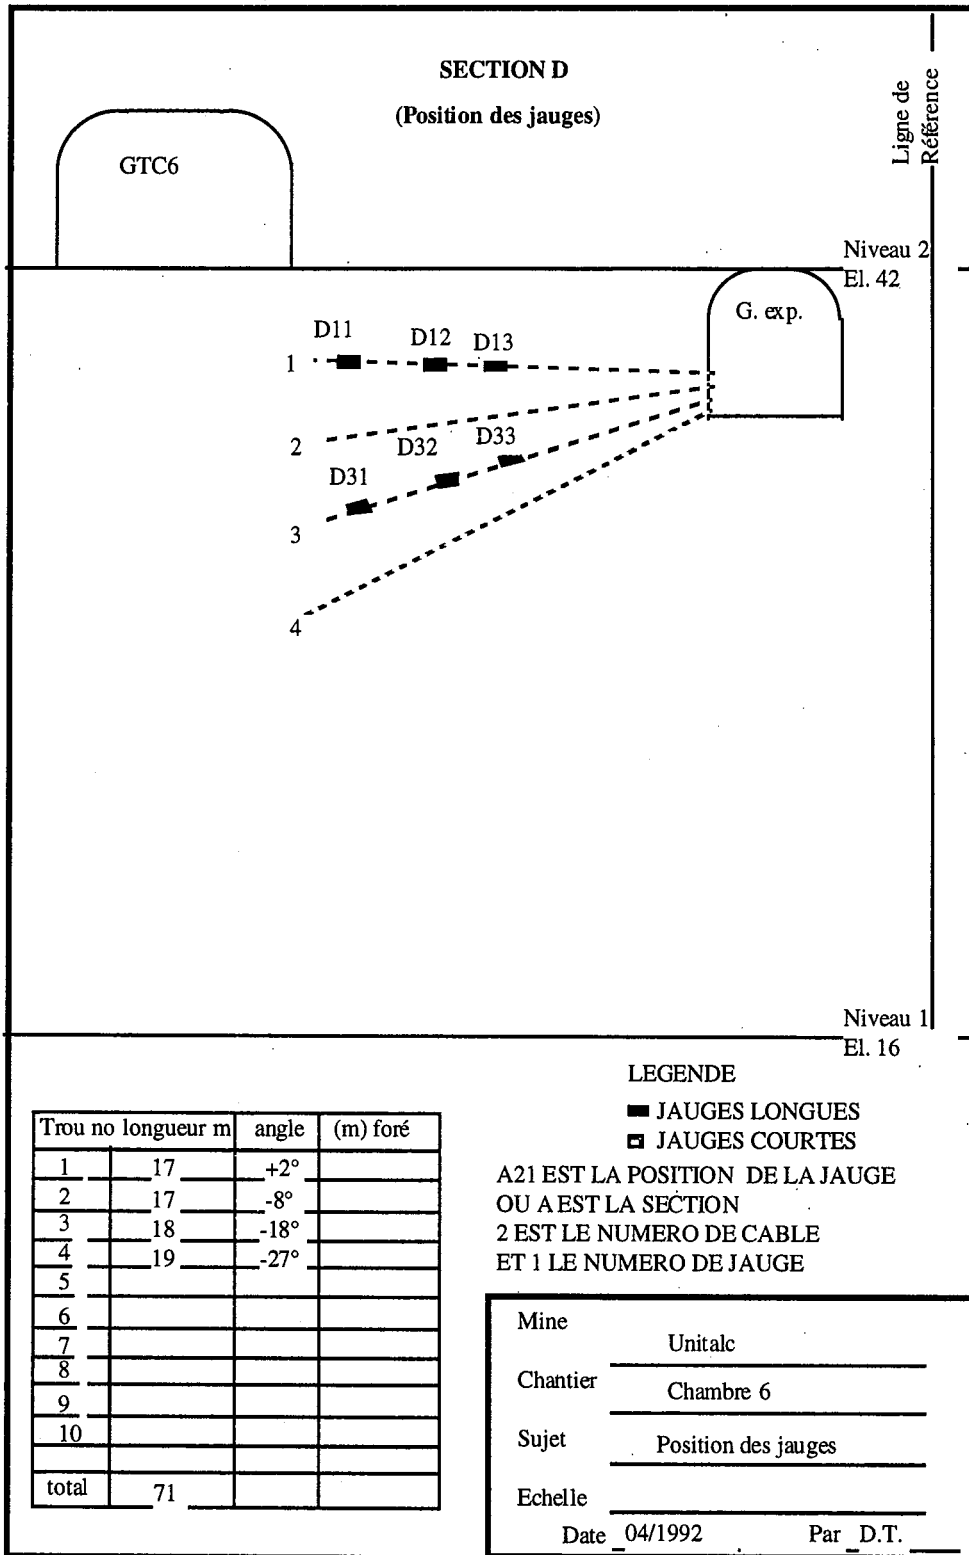 SECTION D
(Position des jauges)
Ligne de
Référence
GTC6
Niveau 2
El. 42
G. exp.
D11
D12
D13
1
2
D32
D33
D31
3
4
Niveau 1
El. 16
LEGENDE
JAUGES LONGUES
JAUGES COURTES
A21 EST LA POSITION DE LA JAUGE
OU A EST LA SECTION
2 EST LE NUMERO DE CABLE
ET 1 LE NUMERO DE JAUGE
Trou no longueur m angle (m) foré
1 17 +2°
2 17 -8°
3 18 -18°
4 19 -27°
5
6
7
8
9
10
total 71
Mine Unitalc
Chantier Chambre 6
Sujet Position des jauges
Echelle
Date 04/1992 Par D.T.